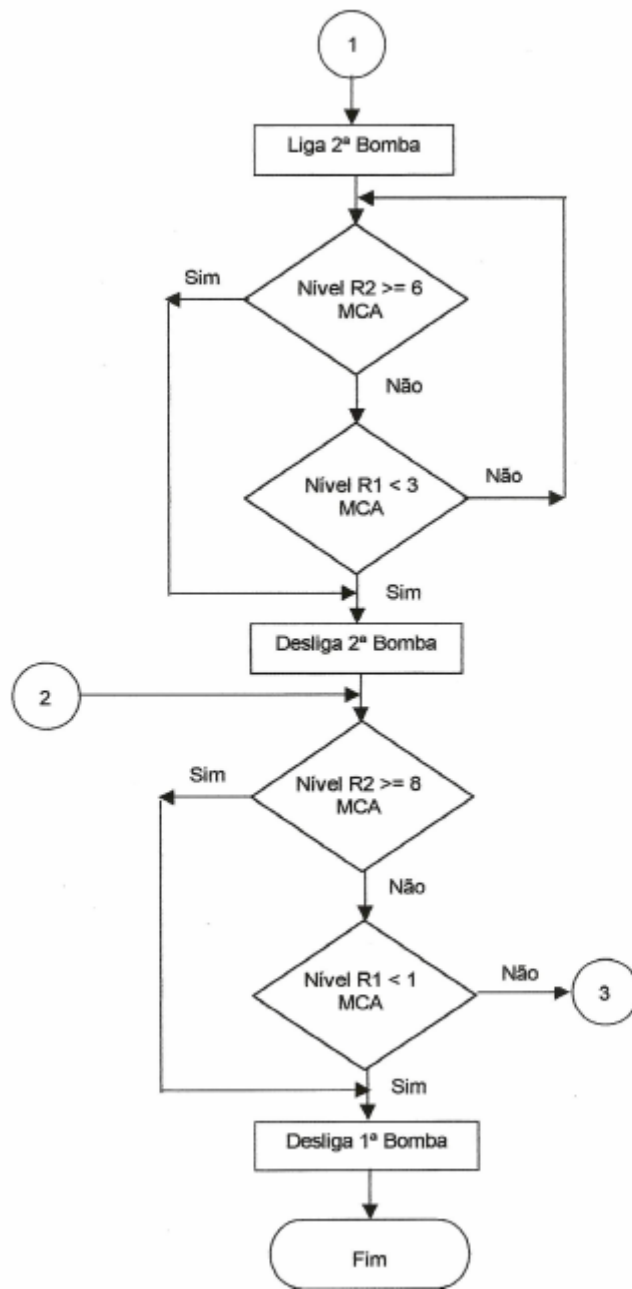 1
Liga 2ª Bomba
Sim
Nível R2 >= 6
MCA
Não
Nível R1 < 3
MCA
Não
Sim
Desliga 2ª Bomba
2
Sim
Nível R2 >= 8
MCA
Não
Nível R1 < 1
MCA
Não
3
Sim
Desliga 1ª Bomba
Fim